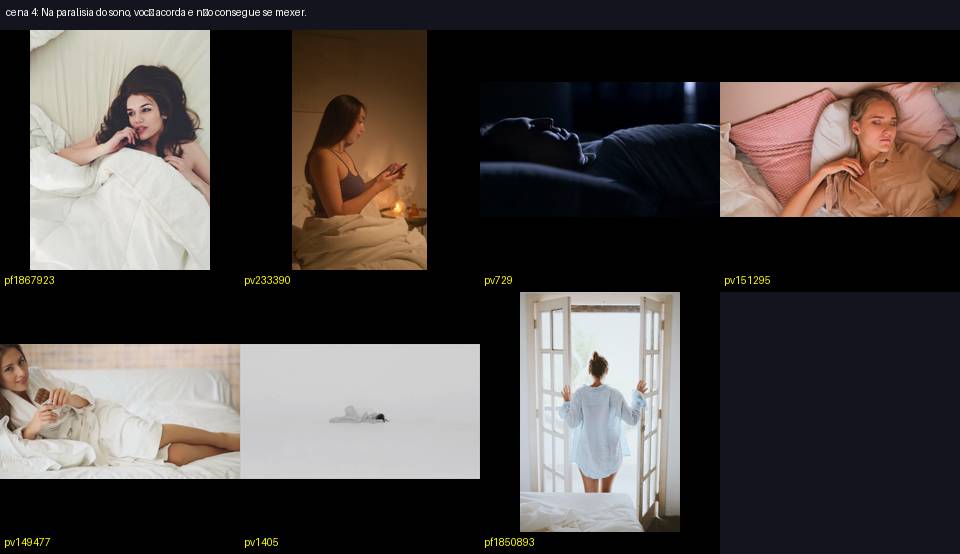 cena 4: Na paralisia do sono, voc▯ acorda e n▯o consegue se mexer.
pf1867923
pv233390
pv729
pv151295
pv149477
pv1405
pf1850893